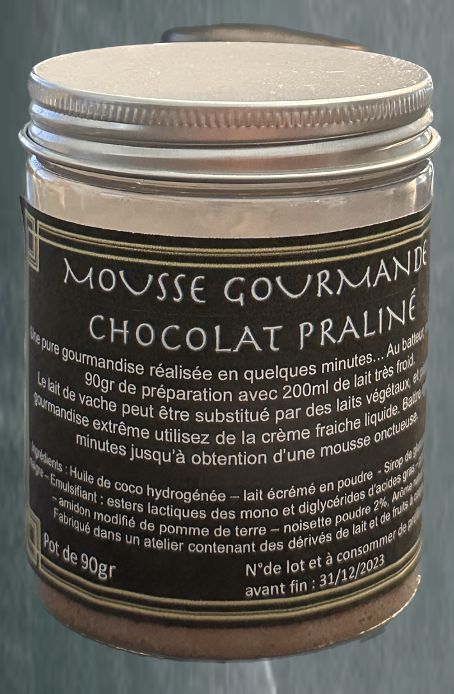 MOUSSE GOURMANDE
CHOCOLAT PRALINÉ
Une pure gourmandise réalisée en quelques minutes... Au batteur,
90gr de préparation avec 200ml de lait très froid.
Le lait de vache peut être substitué par des laits végétaux, et
gourmandise extrême utilisez de la crème fraiche liquide. Battre
minutes jusqu'à obtention d'une mousse onctueuse.
Ingrédients : Huile de coco hydrogénée – lait écrémé en poudre - Sirop de
– Emulsifiant : esters lactiques des mono et diglycérides d'acides gras
– amidon modifié de pomme de terre – noisette poudre 2%, Arôme
Fabriqué dans un atelier contenant des dérivés de lait et de fruits à
Pot de 90gr
N°de lot et à consommer de
avant fin : 31/12/2023